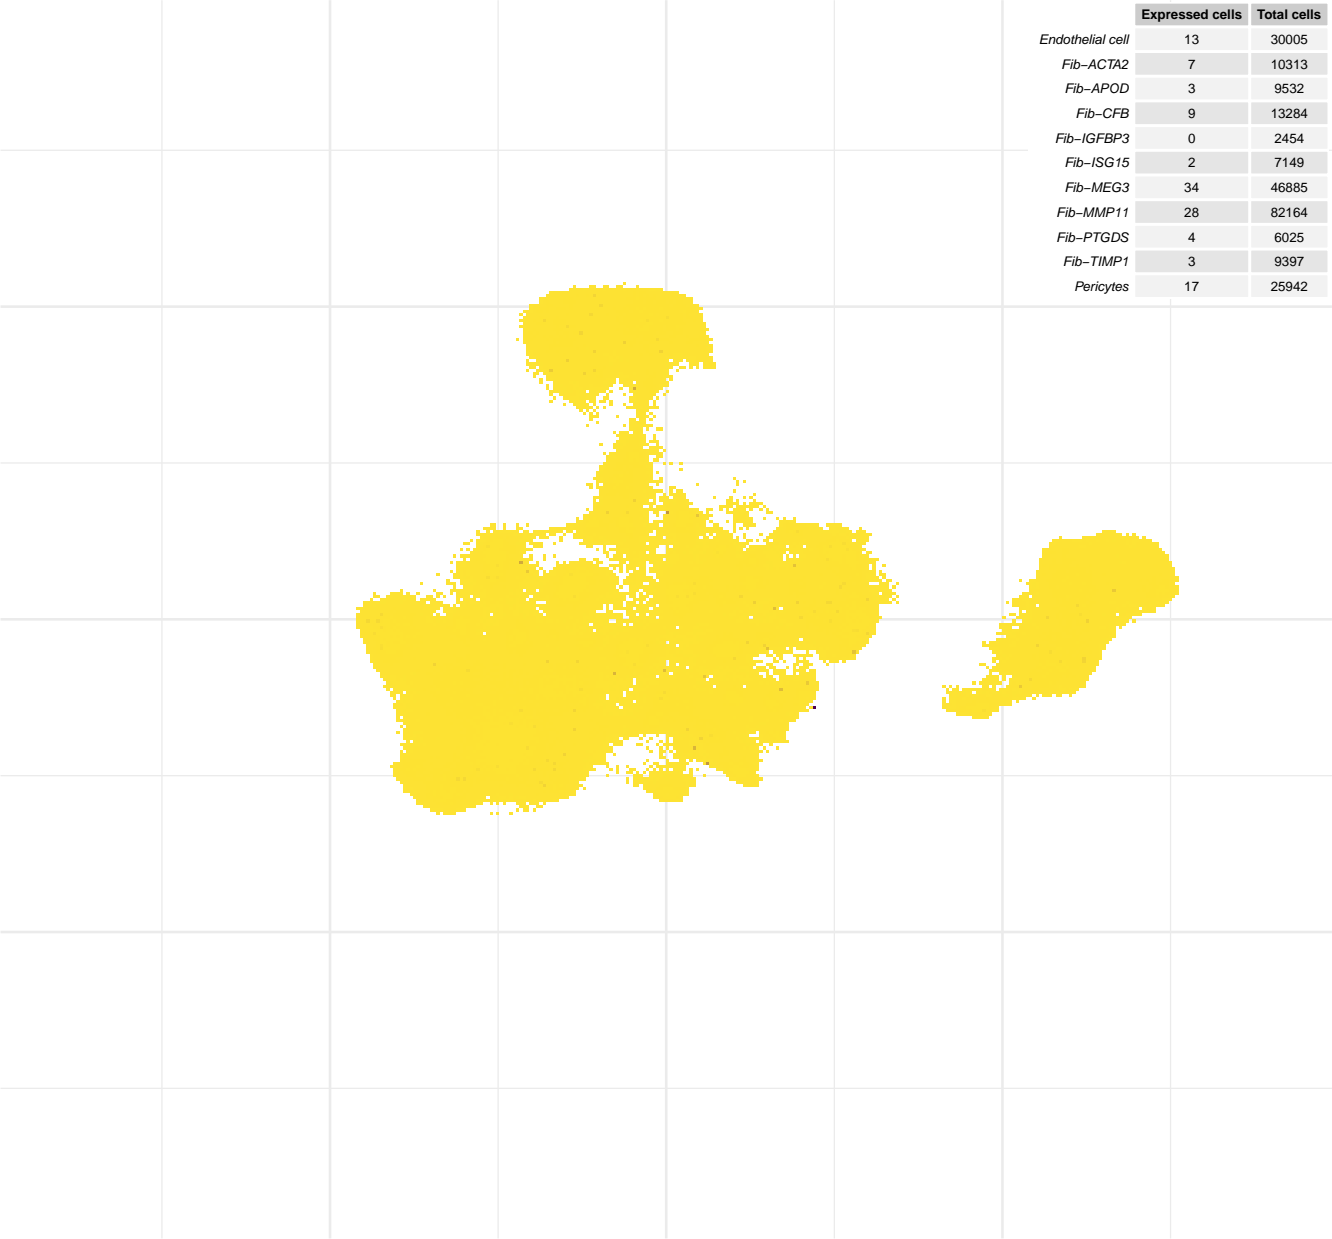 Expressed cells Total cells
Endothelial cell 13 30005
Fib−ACTA2 7 10313
Fib−APOD 3 9532
Fib−CFB 9 13284
Fib−IGFBP3 0 2454
Fib−ISG15 2 7149
Fib−MEG3 34 46885
Fib−MMP11 28 82164
Fib−PTGDS 4 6025
Fib−TIMP1 3 9397
Pericytes 17 25942